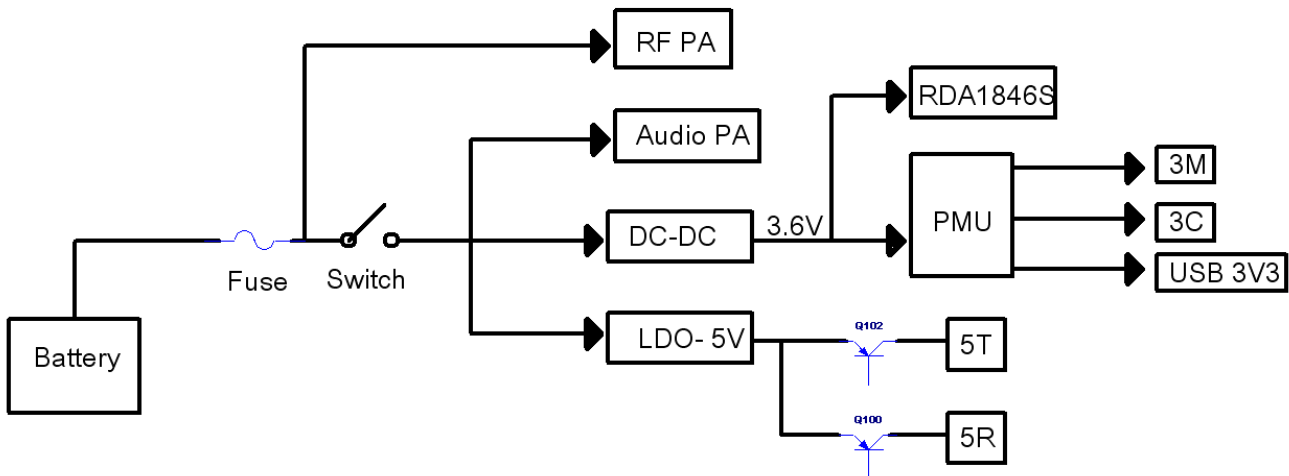 RF PA
RDA1846S
Audio PA
3M
PMU
3C
DC-DC
3.6V
USB 3V3
Fuse
Switch
LDO- 5V
Q102
5T
Battery
Q100
5R